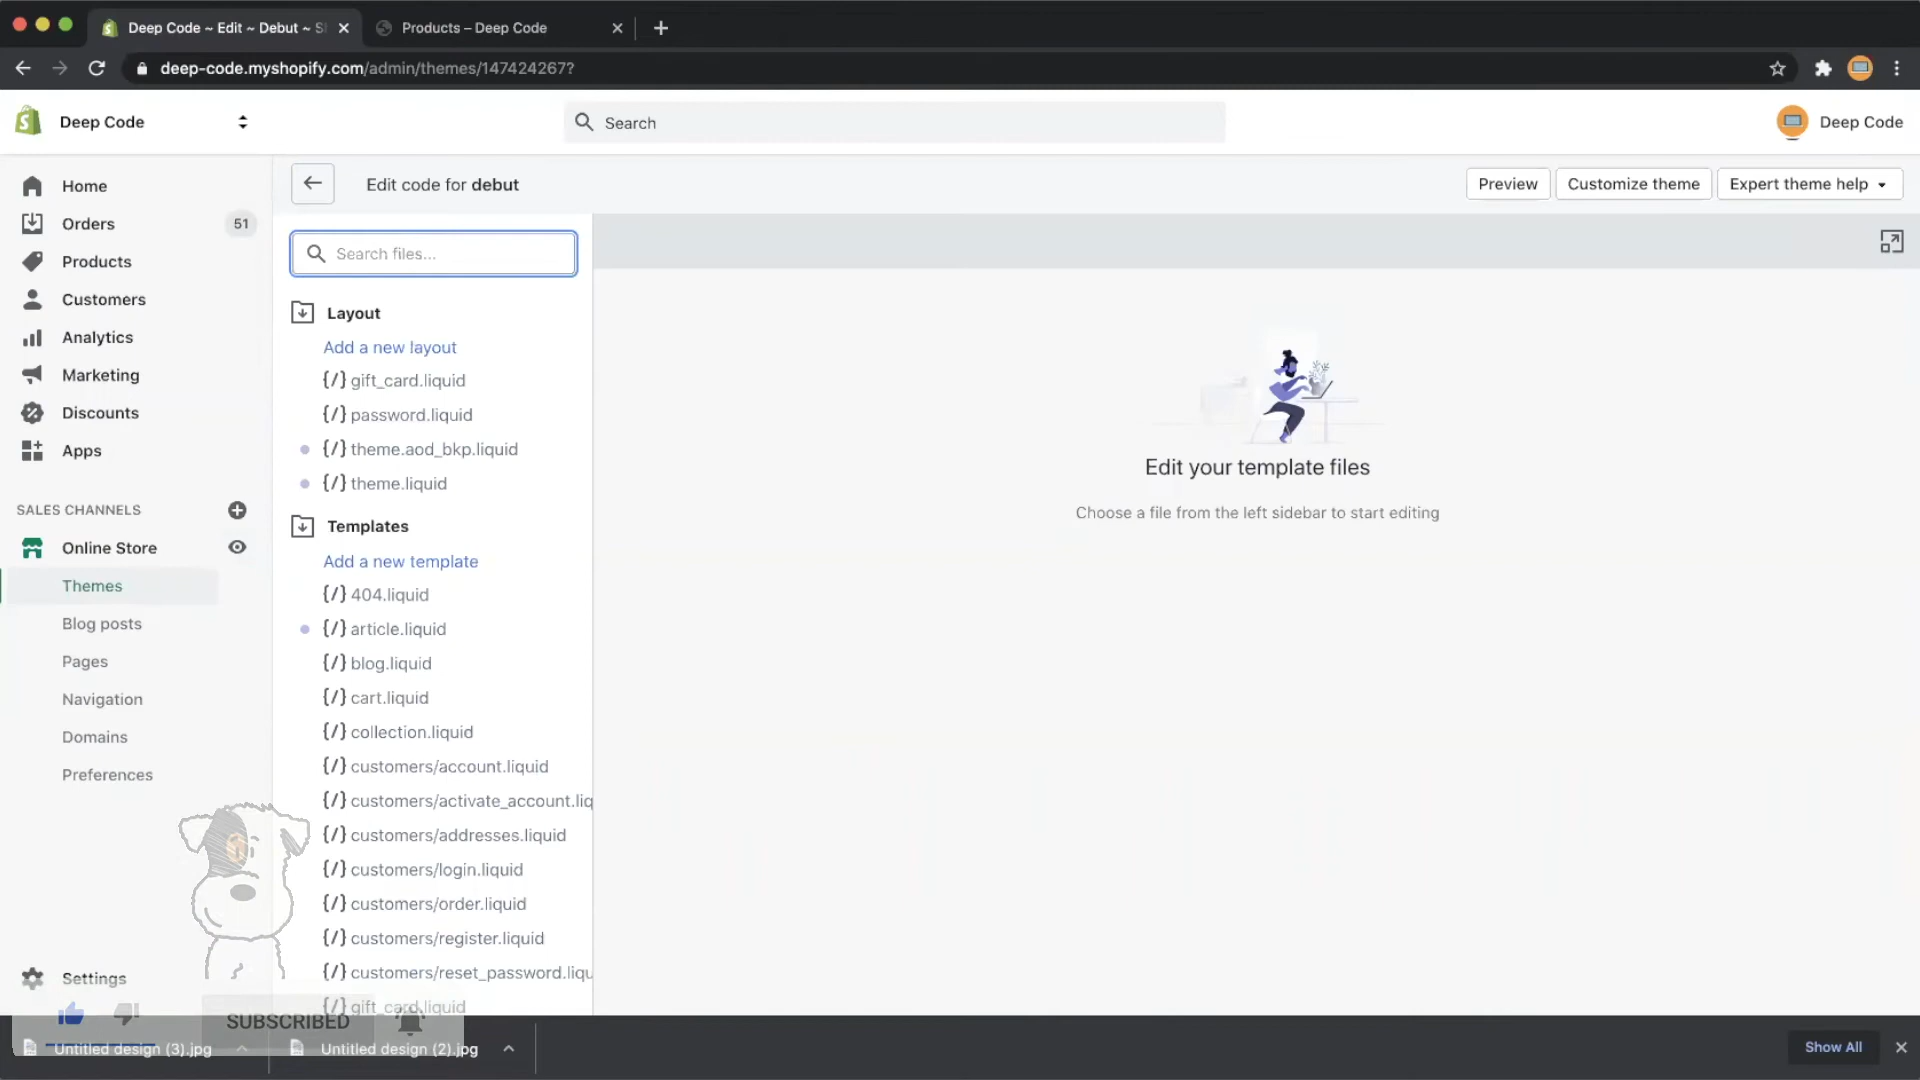 Deep Code ~ Edit ~ Debut ~ S
Products – Deep Code
deep-code.myshopify.com/admin/themes/147424267?
Deep Code
Search
Deep Code
Home
Orders
51
Products
Customers
Analytics
Marketing
Discounts
Apps
SALES CHANNELS
Online Store
Themes
Blog posts
Pages
Navigation
Domains
Preferences
Settings
Edit code for debut
Preview
Customize theme
Expert theme help
Search files...
Layout
Add a new layout
{/} gift_card.liquid
{/} password.liquid
{/} theme.aod_bkp.liquid
{/} theme.liquid
Templates
Add a new template
{/} 404.liquid
{/} article.liquid
{/} blog.liquid
{/} cart.liquid
{/} collection.liquid
{/} customers/account.liquid
{/} customers/activate_account.liq
{/} customers/addresses.liquid
{/} customers/login.liquid
{/} customers/order.liquid
{/} customers/register.liquid
{/} customers/reset_password.liqu
{/} gift_card.liquid
Edit your template files
Choose a file from the left sidebar to start editing
SUBSCRIBED
Untitled design (3).jpg
Untitled design (2).jpg
Show All